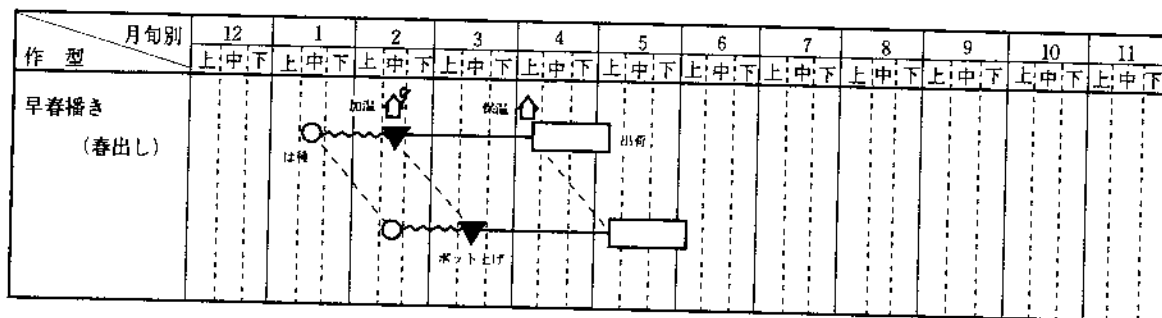 月旬別
作 型
12 1 2 3 4 5 6 7 8 9 10 11
上 中 下 上 中 下 上 中 下 上 中 下 上 中 下 上 中 下 上 中 下 上 中 下 上 中 下 上 中 下 上 中 下 上 中 下
早春播き
(春出し)
加温
保温
は種
出荷
ポット上げ